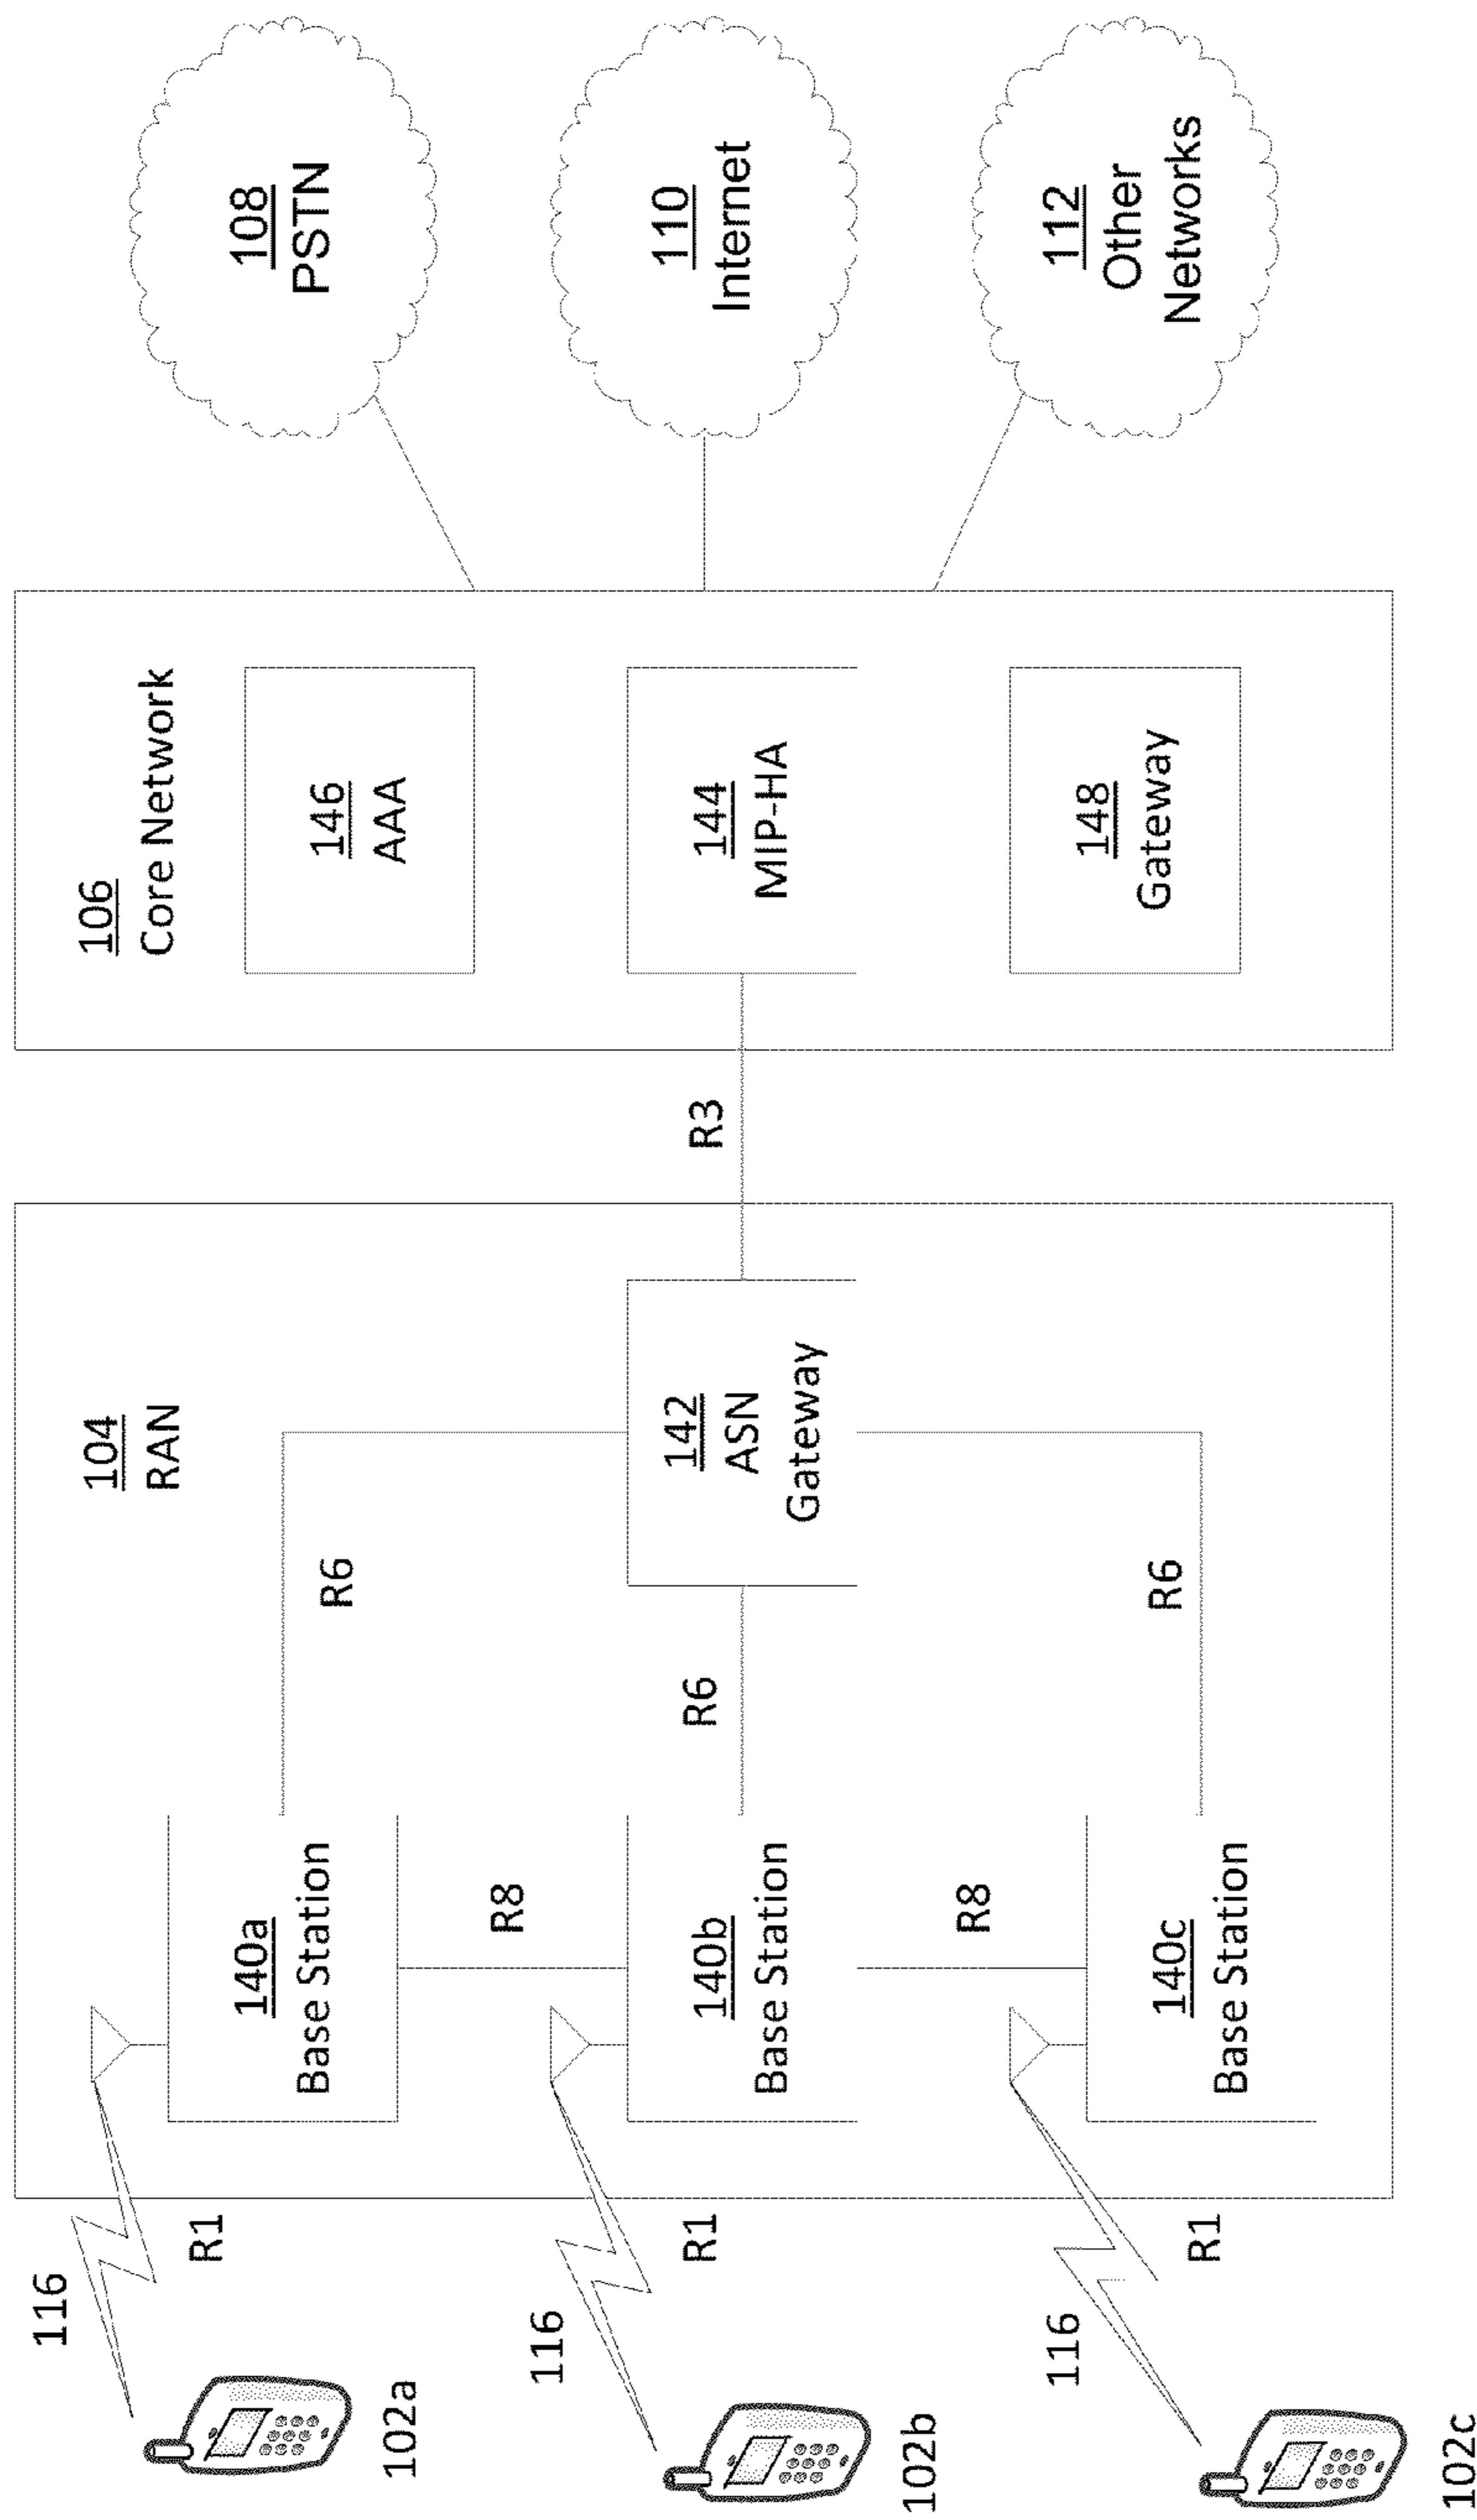 116
R1
102a
116
R1
102b
116
R1
102c
104
RAN
140a
Base Station
R8
140b
Base Station
R8
140c
Base Station
R6
R6
R6
142
ASN
Gateway
R3
106
Core Network
146
AAA
144
MIP-HA
148
Gateway
108
PSTN
110
Internet
112
Other
Networks